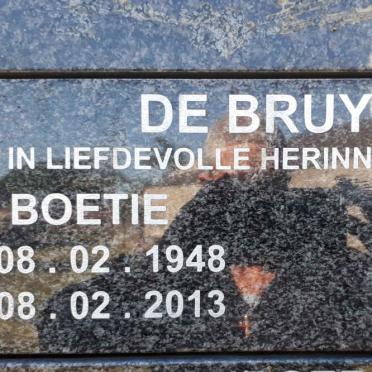 DE BRUY
IN LIEFDEVOLLE HERINN
BOETIE
08 . 02 . 1948
08 . 02 . 2013